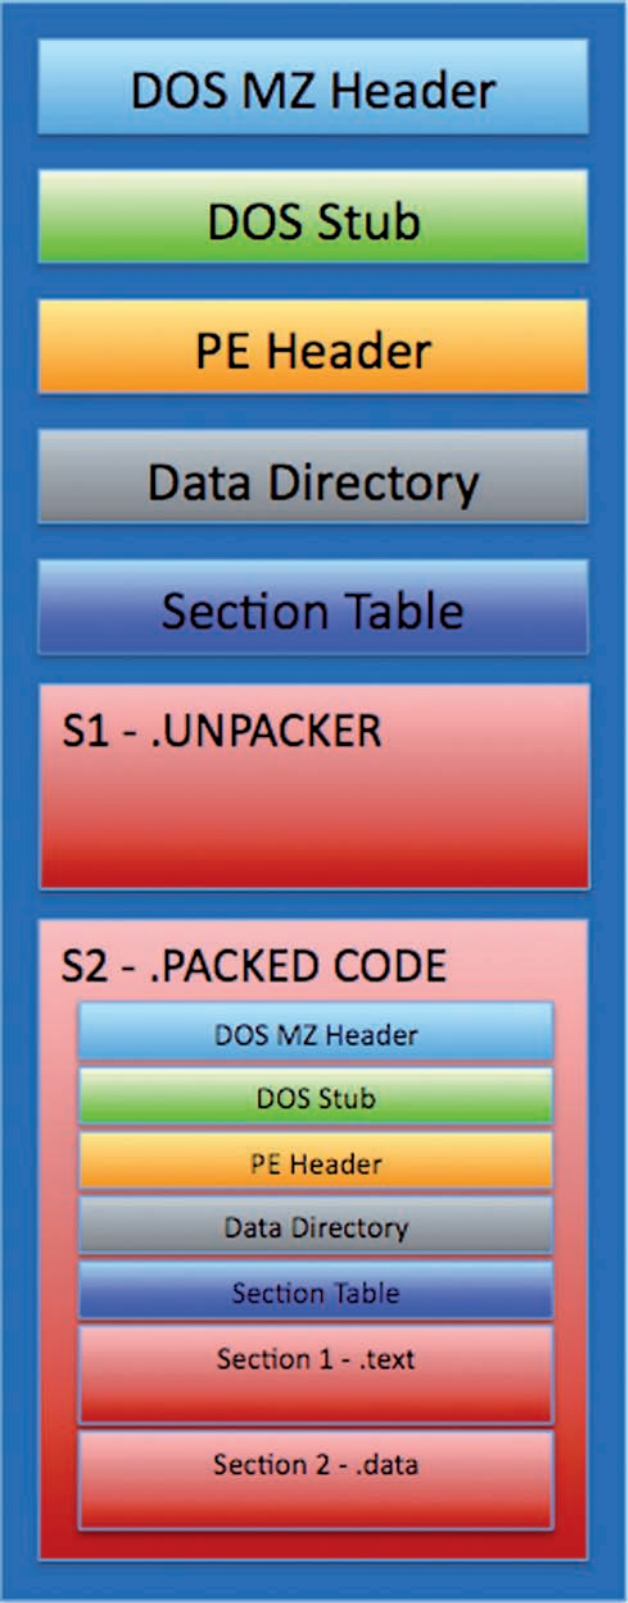 DOS MZ Header
DOS Stub
PE Header
Data Directory
Section Table
S1 - .UNPACKER
S2 - .PACKED CODE
DOS MZ Header
DOS Stub
PE Header
Data Directory
Section Table
Section 1 - .text
Section 2 - .data